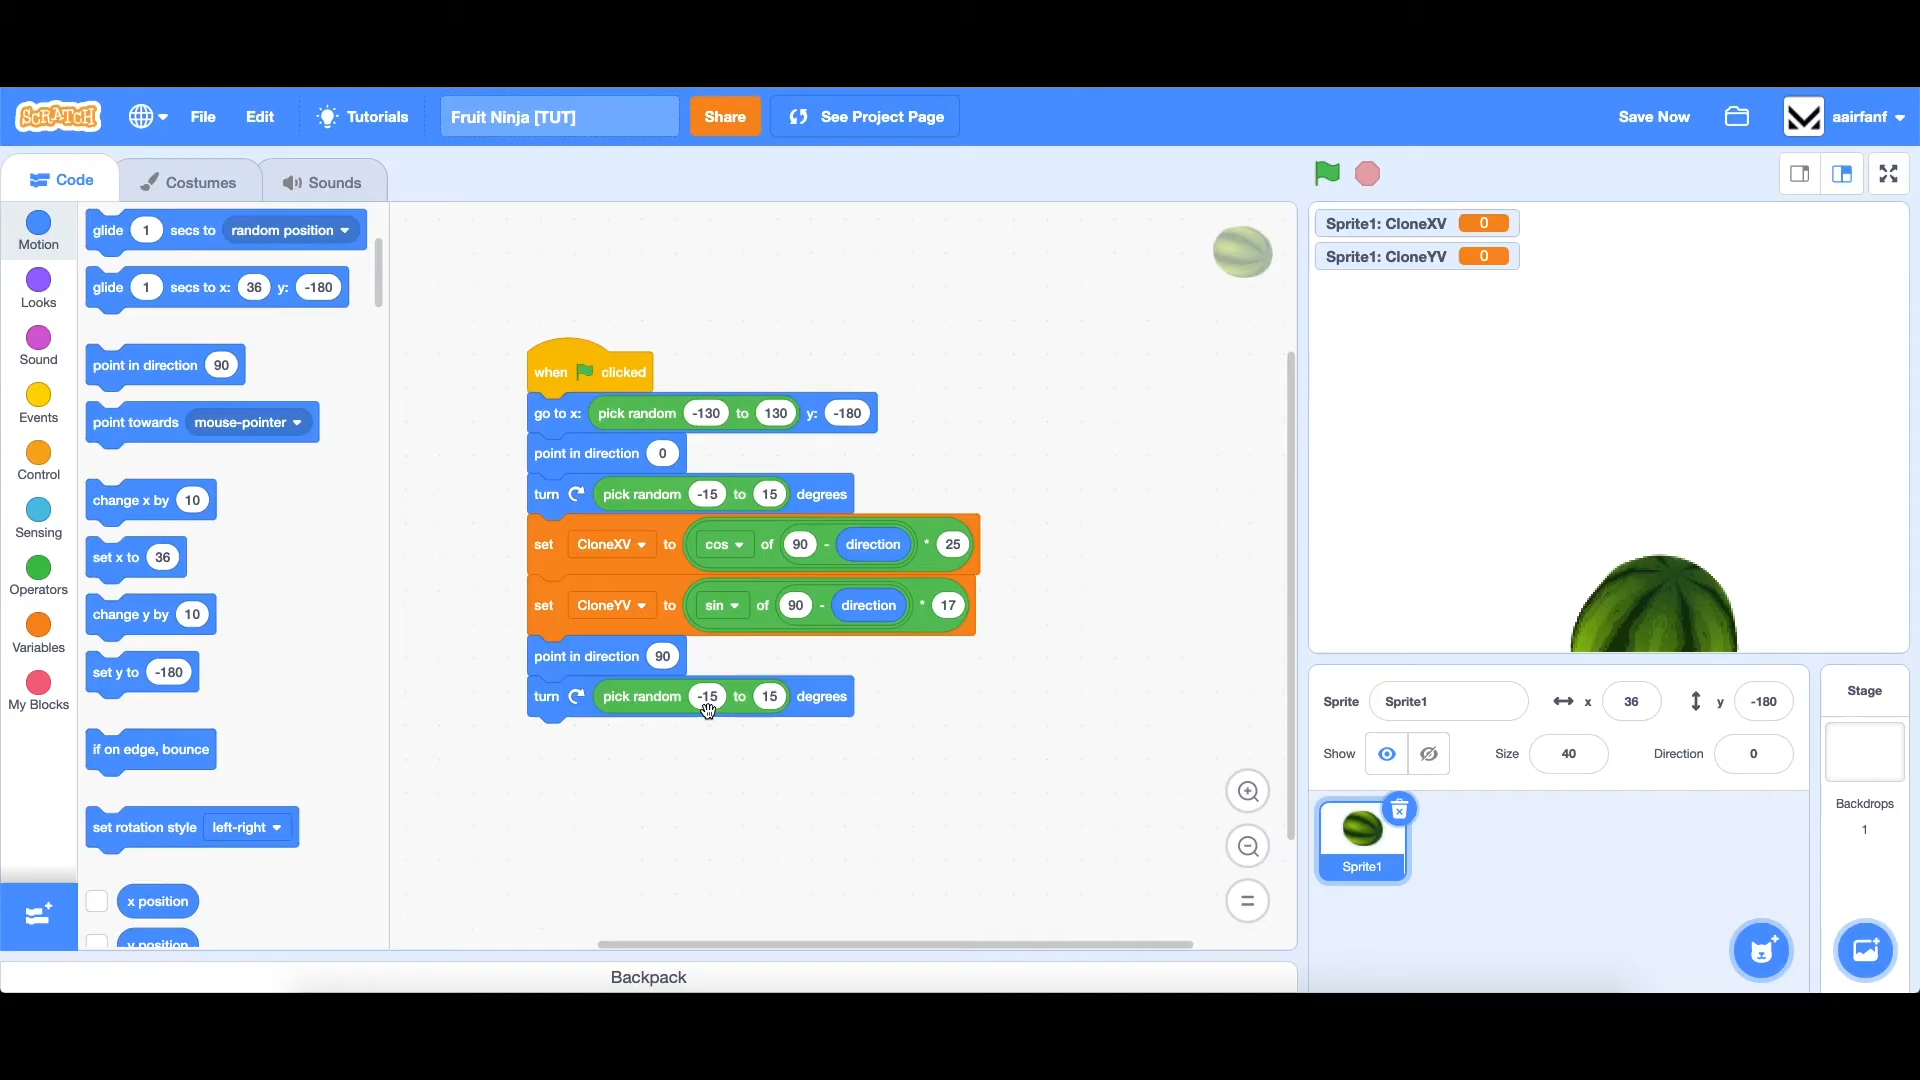 SCRATCH File Edit Tutorials Fruit Ninja [TUT] Share See Project Page Save Now aairfanf
Code Costumes Sounds
Motion
Looks
Sound
Events
Control
Sensing
Operators
Variables
My Blocks
glide 1 secs to random position
glide 1 secs to x: 36 y: -180
point in direction 90
point towards mouse-pointer
change x by 10
set x to 36
change y by 10
set y to -180
if on edge, bounce
set rotation style left-right
x position
y position
when clicked
go to x: pick random -130 to 130 y: -180
point in direction 0
turn pick random -15 to 15 degrees
set CloneXV to cos of 90 - direction * 25
set CloneYV to sin of 90 - direction * 17
point in direction 90
turn pick random -15 to 15 degrees
Backpack
Sprite1: CloneXV 0
Sprite1: CloneYV 0
Sprite Sprite1 x 36 y -180
Show Size 40 Direction 0
Sprite1
Stage
Backdrops
1